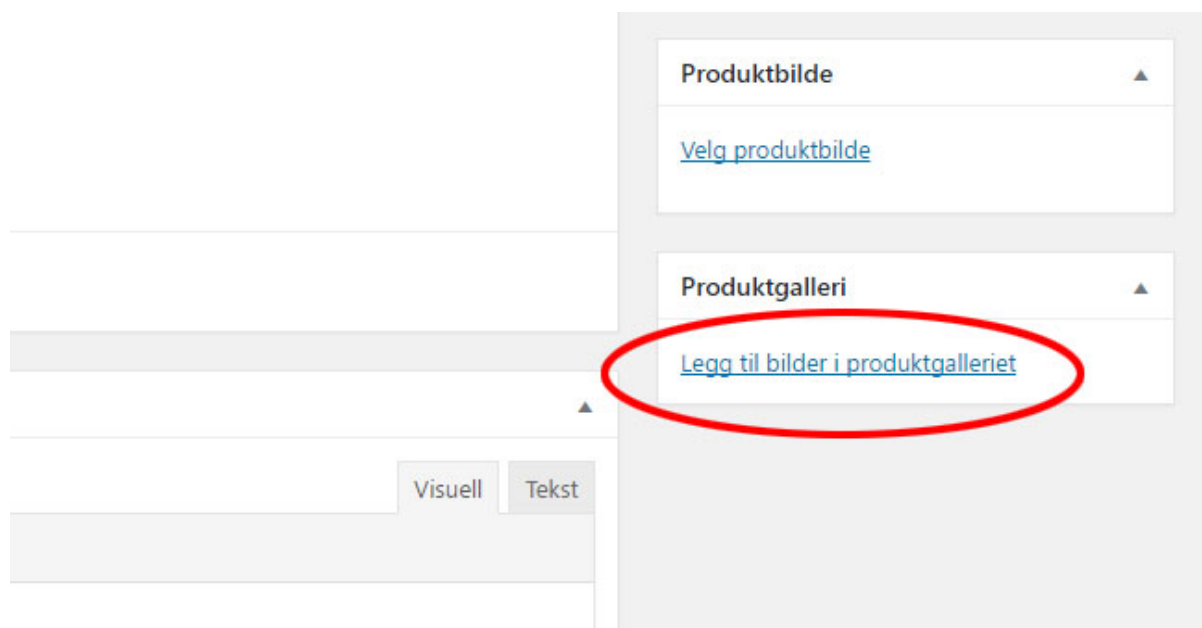 Produktbilde
Velg produktbilde
Produktgalleri
Legg til bilder i produktgalleriet
Visuell
Tekst